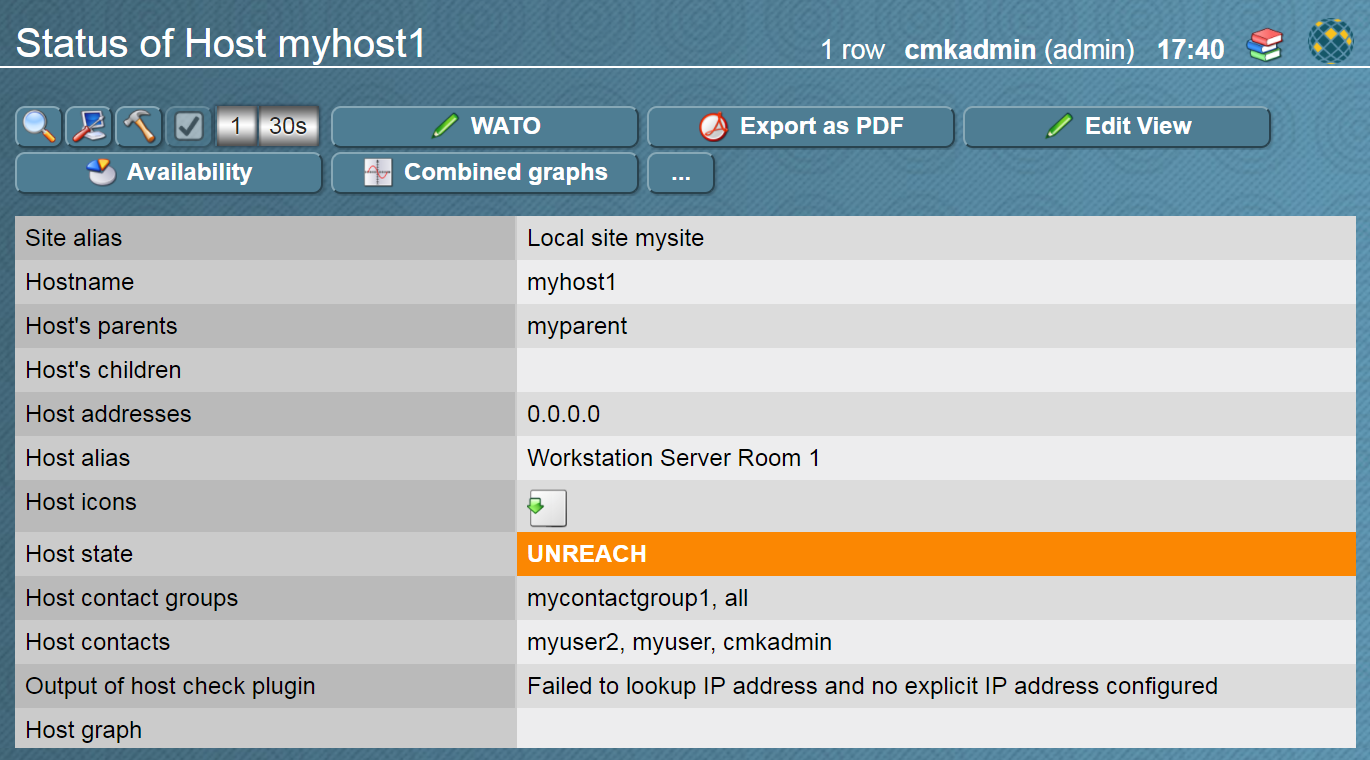 Status of Host myhost1
1 row cmkadmin (admin) 17:40
1 30s WATO Export as PDF Edit View
Availability Combined graphs ...
Site alias Local site mysite
Hostname myhost1
Host's parents myparent
Host's children
Host addresses 0.0.0.0
Host alias Workstation Server Room 1
Host icons
Host state UNREACH
Host contact groups mycontactgroup1, all
Host contacts myuser2, myuser, cmkadmin
Output of host check plugin Failed to lookup IP address and no explicit IP address configured
Host graph